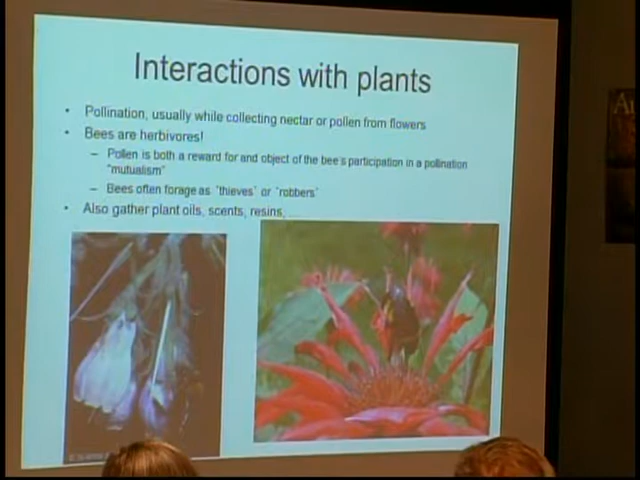 Interactions with plants
• Pollination, usually while collecting nectar or pollen from flowers
• Bees are herbivores!
– Pollen is both a reward for and object of the bee's participation in a pollination
"mutualism"
– Bees often forage as "thieves" or "robbers"
• Also gather plant oils, scents, resins,